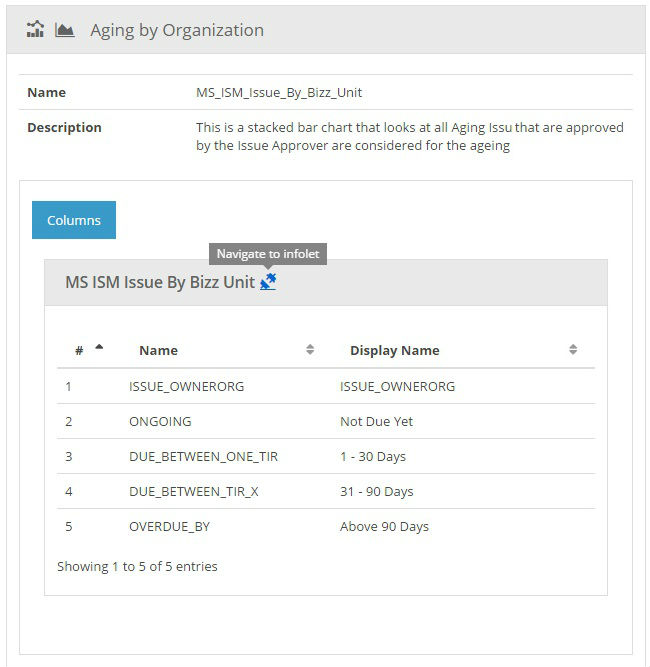 Aging by Organization
Name MS_ISM_Issue_By_Bizz_Unit
Description This is a stacked bar chart that looks at all Aging Issu that are approved
by the Issue Approver are considered for the ageing
Columns
Navigate to infolet
MS ISM Issue By Bizz Unit
# Name Display Name
1 ISSUE_OWNERORG ISSUE_OWNERORG
2 ONGOING Not Due Yet
3 DUE_BETWEEN_ONE_TIR 1 - 30 Days
4 DUE_BETWEEN_TIR_X 31 - 90 Days
5 OVERDUE_BY Above 90 Days
Showing 1 to 5 of 5 entries